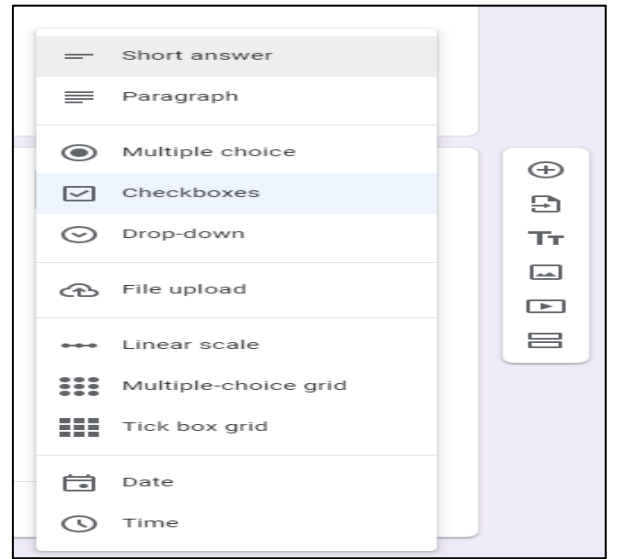 Short answer
Paragraph
Multiple choice
Checkboxes
Drop-down
File upload
Linear scale
Multiple-choice grid
Tick box grid
Date
Time
Tт